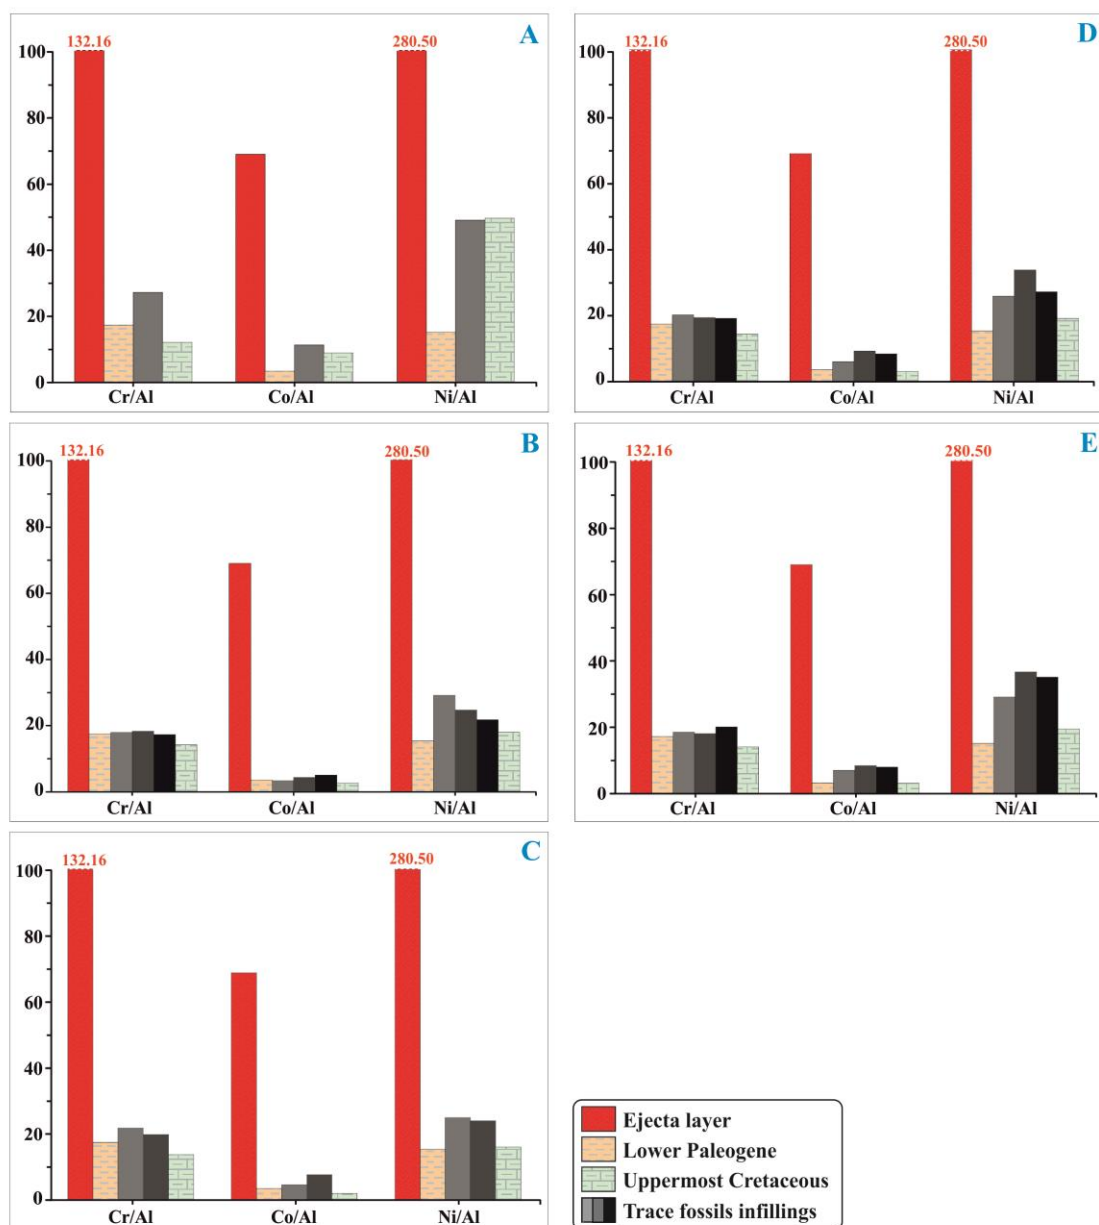 A
132.16
280.50
100
80
60
40
20
0
Cr/Al
Co/Al
Ni/Al
D
132.16
280.50
100
80
60
40
20
0
Cr/Al
Co/Al
Ni/Al
B
132.16
280.50
100
80
60
40
20
0
Cr/Al
Co/Al
Ni/Al
E
132.16
280.50
100
80
60
40
20
0
Cr/Al
Co/Al
Ni/Al
C
132.16
280.50
100
80
60
40
20
0
Cr/Al
Co/Al
Ni/Al
Ejecta layer
Lower Paleogene
Uppermost Cretaceous
Trace fossils infillings